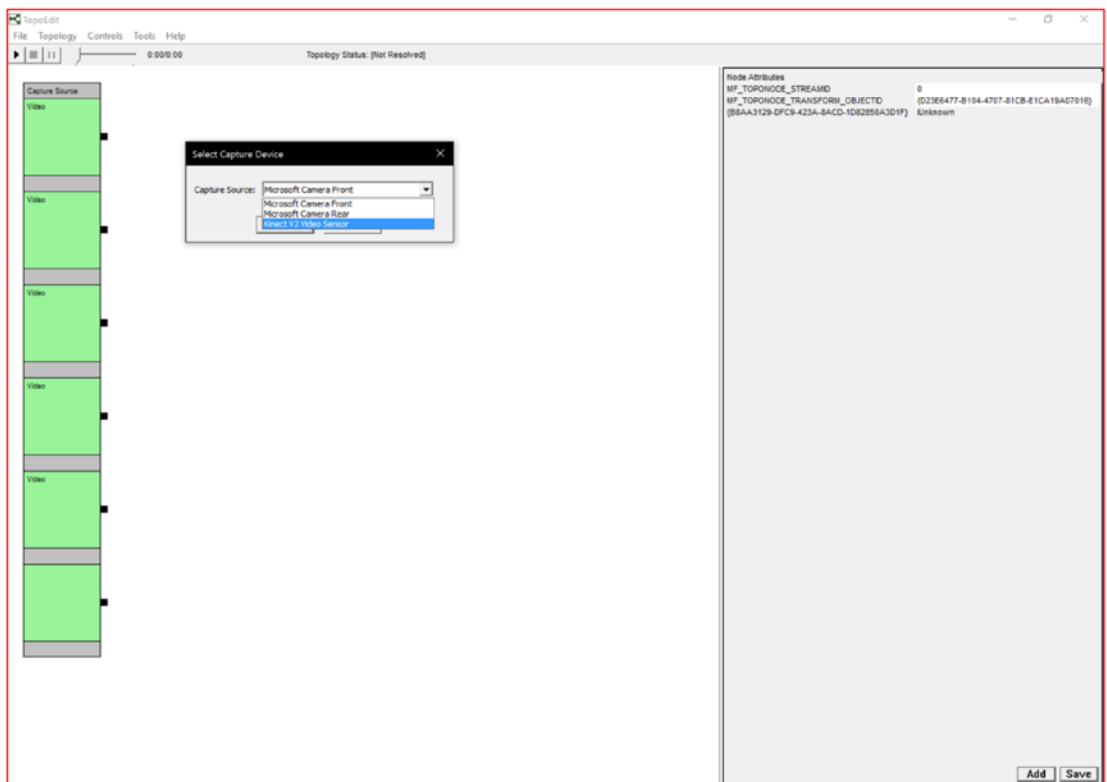 TopoEdit
File Topology Controls Tools Help
0:00/0:00 Topology Status: [Not Resolved]
Capture Source
Video
Video
Video
Video
Video
Select Capture Device
Capture Source: Microsoft Camera Front
Microsoft Camera Front
Microsoft Camera Rear
Kinect V2 Video Sensor
Node Attributes
MF_TOPONODE_STREAMID 0
MF_TOPONODE_TRANSFORM_OBJECTID {D23E6477-B104-4707-81CB-E1CA19A07016}
{B8AA3129-DFC9-423A-8ACD-1D82850A3D1F} IUnknown
Add Save